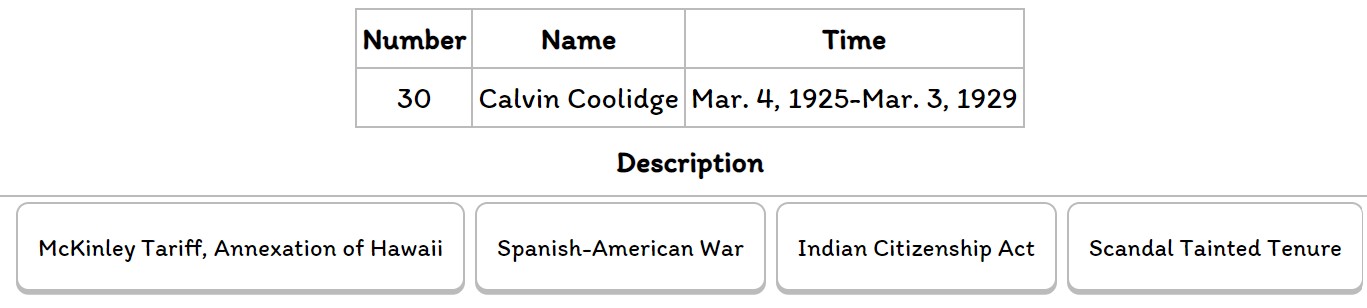 Number Name Time
30 Calvin Coolidge Mar. 4, 1925-Mar. 3, 1929
Description
McKinley Tariff, Annexation of Hawaii Spanish-American War Indian Citizenship Act Scandal Tainted Tenure